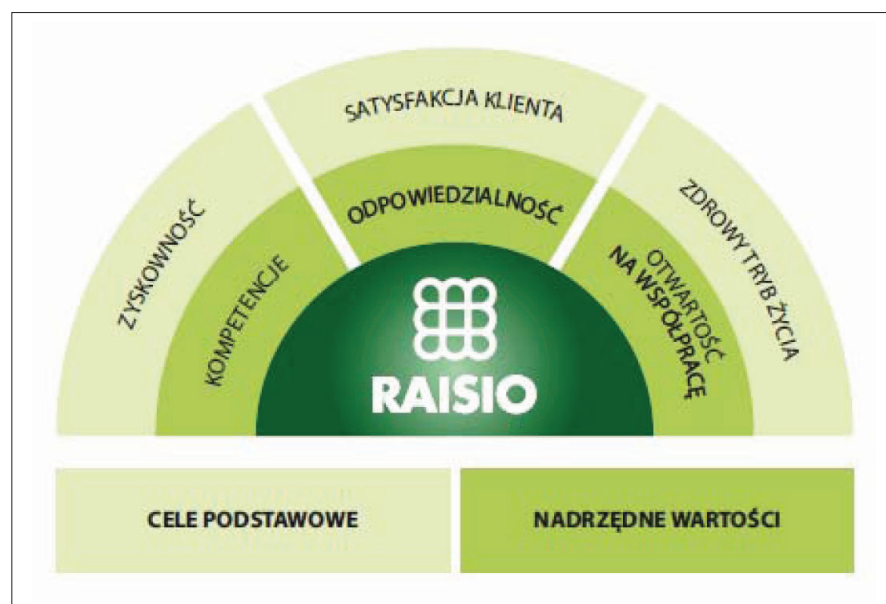 SATYSFAKCJA KLIENTA
ZYSKOWNOŚĆ
ZDROWY TRYB ŻYCIA
ODPOWIEDZIALNOŚĆ
KOMPETENCJE
OTWARTOŚĆ
NA WSPÓŁPRACĘ
RAISIO
CELE PODSTAWOWE
NADRZĘDNE WARTOŚCI